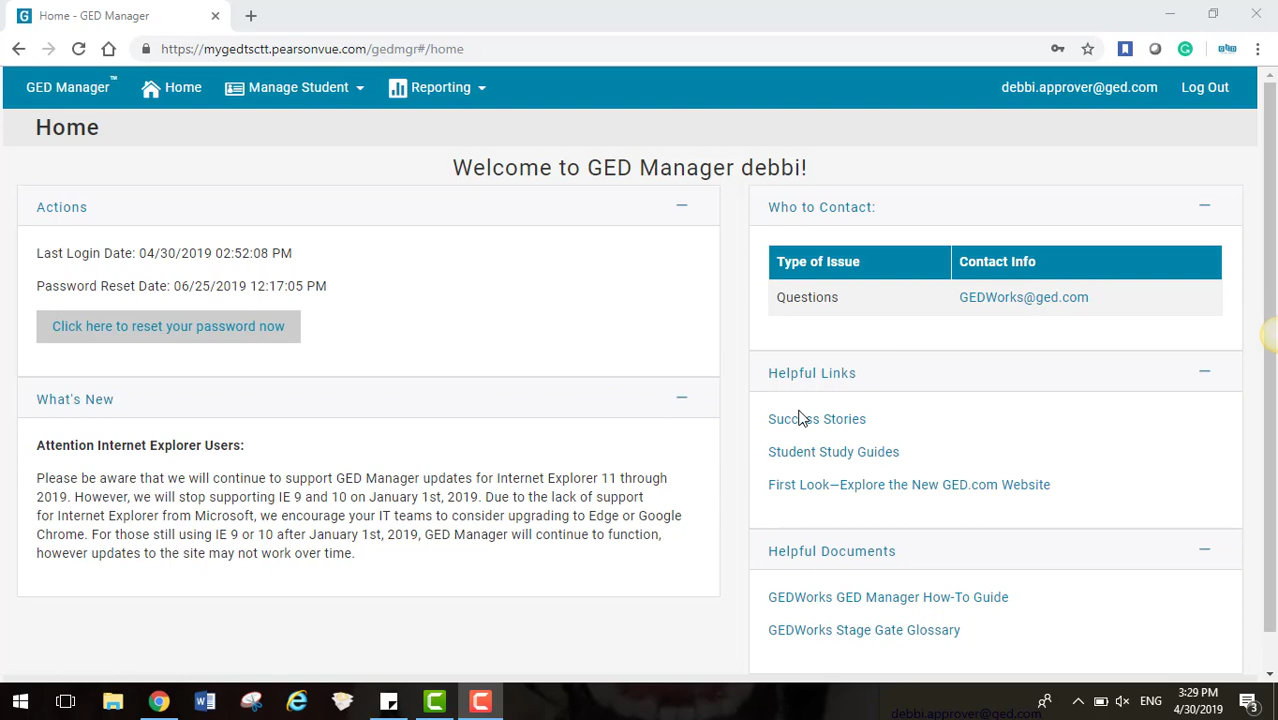 Home - GED Manager
https://mygedtsctt.pearsonvue.com/gedmgr#/home
GED Manager™ Home Manage Student Reporting debbi.approver@ged.com Log Out
Home
Welcome to GED Manager debbi!
Actions
Last Login Date: 04/30/2019 02:52:08 PM
Password Reset Date: 06/25/2019 12:17:05 PM
Click here to reset your password now
What's New
Attention Internet Explorer Users:
Please be aware that we will continue to support GED Manager updates for Internet Explorer 11 through
2019. However, we will stop supporting IE 9 and 10 on January 1st, 2019. Due to the lack of support
for Internet Explorer from Microsoft, we encourage your IT teams to consider upgrading to Edge or Google
Chrome. For those still using IE 9 or 10 after January 1st, 2019, GED Manager will continue to function,
however updates to the site may not work over time.
Who to Contact:
Type of Issue Contact Info
Questions GEDWorks@ged.com
Helpful Links
Success Stories
Student Study Guides
First Look—Explore the New GED.com Website
Helpful Documents
GEDWorks GED Manager How-To Guide
GEDWorks Stage Gate Glossary
debbi.approver@ged.com
ENG
3:29 PM
4/30/2019
3